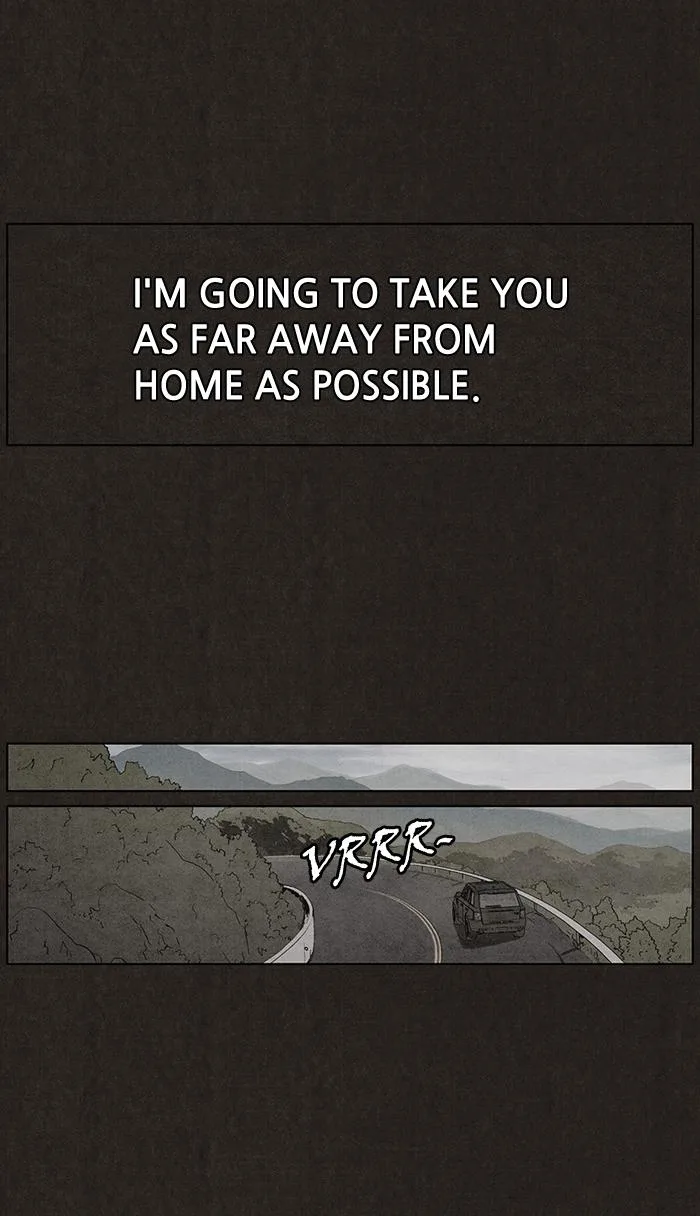 I'M GOING TO TAKE YOU
AS FAR AWAY FROM
HOME AS POSSIBLE.
VRRR-